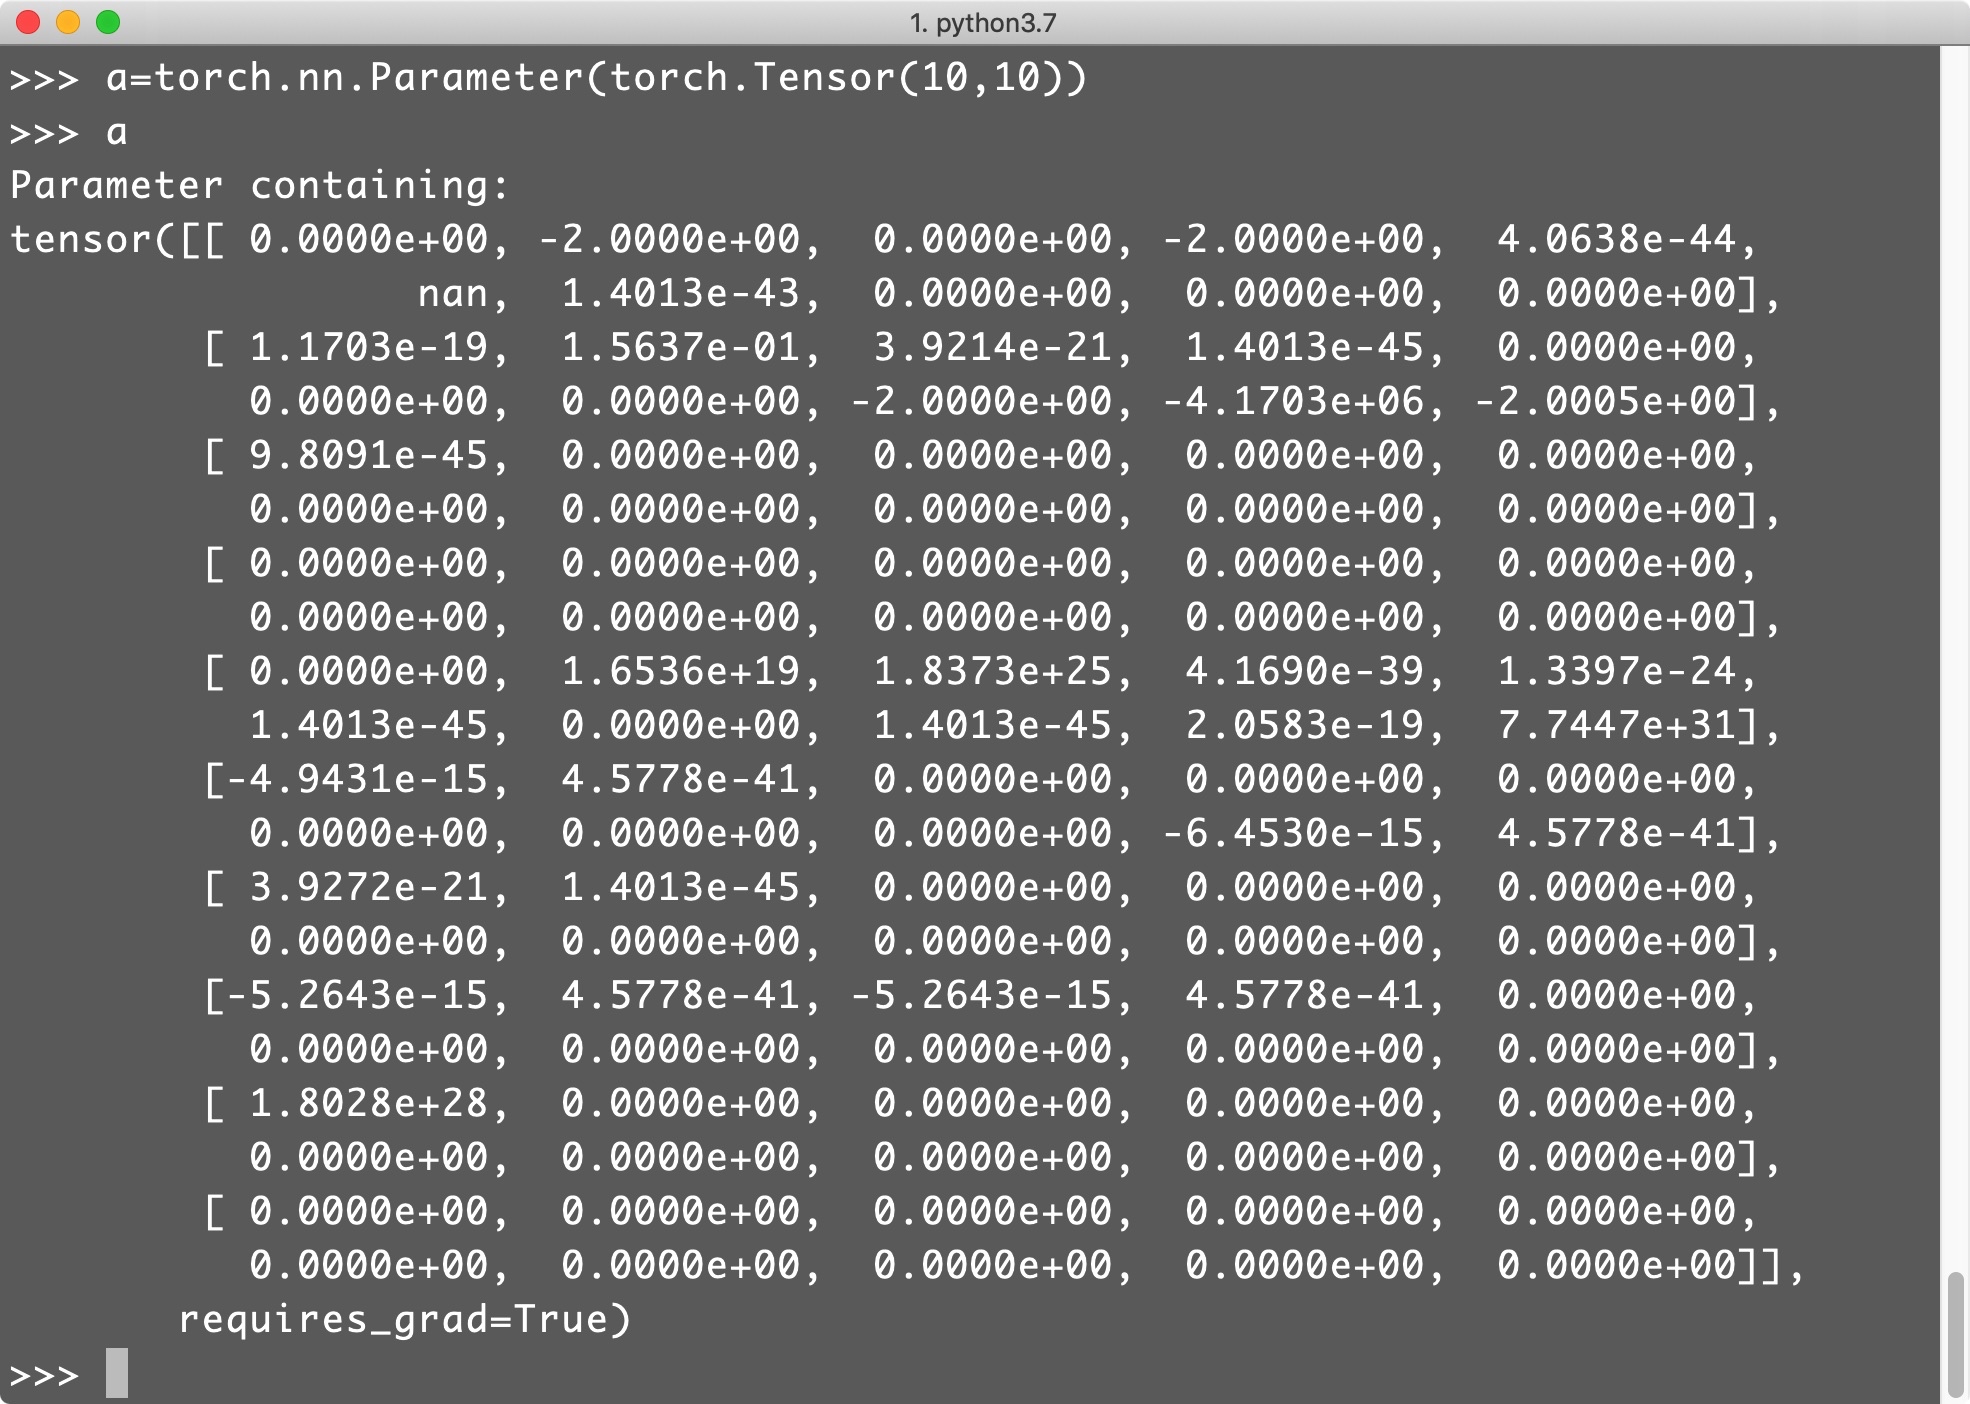 1. python3.7
>>> a=torch.nn.Parameter(torch.Tensor(10,10))
>>> a
Parameter containing:
tensor([[ 0.0000e+00, -2.0000e+00,  0.0000e+00, -2.0000e+00,  4.0638e-44,
                 nan,  1.4013e-43,  0.0000e+00,  0.0000e+00,  0.0000e+00],
        [ 1.1703e-19,  1.5637e-01,  3.9214e-21,  1.4013e-45,  0.0000e+00,
          0.0000e+00,  0.0000e+00, -2.0000e+00, -4.1703e+06, -2.0005e+00],
        [ 9.8091e-45,  0.0000e+00,  0.0000e+00,  0.0000e+00,  0.0000e+00,
          0.0000e+00,  0.0000e+00,  0.0000e+00,  0.0000e+00,  0.0000e+00],
        [ 0.0000e+00,  0.0000e+00,  0.0000e+00,  0.0000e+00,  0.0000e+00,
          0.0000e+00,  0.0000e+00,  0.0000e+00,  0.0000e+00,  0.0000e+00],
        [ 0.0000e+00,  1.6536e+19,  1.8373e+25,  4.1690e-39,  1.3397e-24,
          1.4013e-45,  0.0000e+00,  1.4013e-45,  2.0583e-19,  7.7447e+31],
        [-4.9431e-15,  4.5778e-41,  0.0000e+00,  0.0000e+00,  0.0000e+00,
          0.0000e+00,  0.0000e+00,  0.0000e+00, -6.4530e-15,  4.5778e-41],
        [ 3.9272e-21,  1.4013e-45,  0.0000e+00,  0.0000e+00,  0.0000e+00,
          0.0000e+00,  0.0000e+00,  0.0000e+00,  0.0000e+00,  0.0000e+00],
        [-5.2643e-15,  4.5778e-41, -5.2643e-15,  4.5778e-41,  0.0000e+00,
          0.0000e+00,  0.0000e+00,  0.0000e+00,  0.0000e+00,  0.0000e+00],
        [ 1.8028e+28,  0.0000e+00,  0.0000e+00,  0.0000e+00,  0.0000e+00,
          0.0000e+00,  0.0000e+00,  0.0000e+00,  0.0000e+00,  0.0000e+00],
        [ 0.0000e+00,  0.0000e+00,  0.0000e+00,  0.0000e+00,  0.0000e+00,
          0.0000e+00,  0.0000e+00,  0.0000e+00,  0.0000e+00,  0.0000e+00]],
       requires_grad=True)
>>>